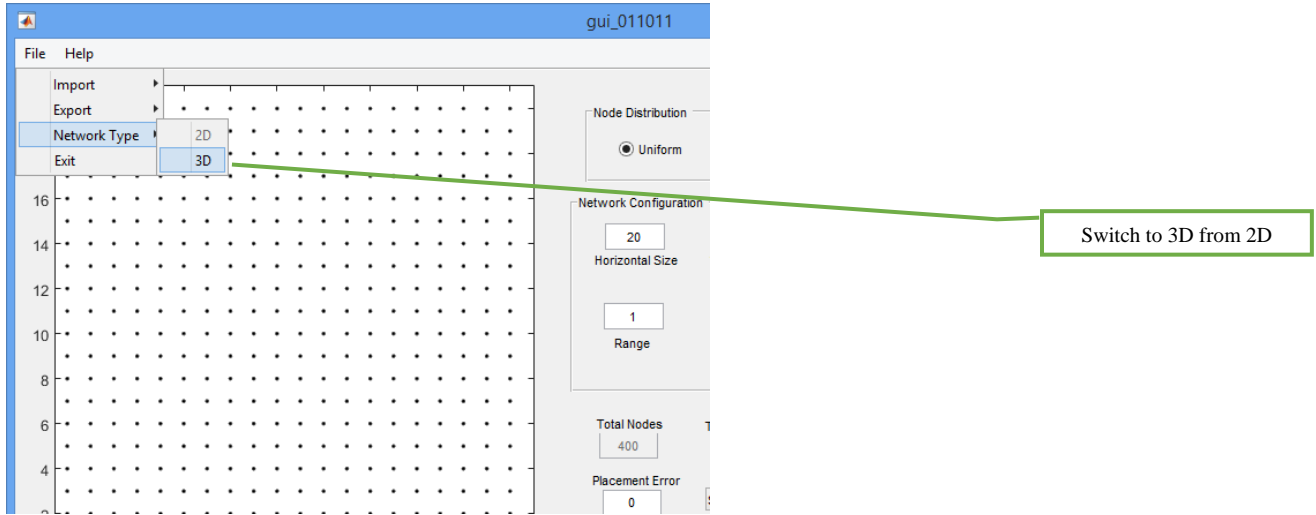 gui_011011
File Help
Import
Export
Network Type
2D
Exit
3D
Node Distribution
Uniform
16
Network Configuration
20
Horizontal Size
14
12
1
Range
10
8
6
Total Nodes
400
4
Placement Error
0
2
Switch to 3D from 2D